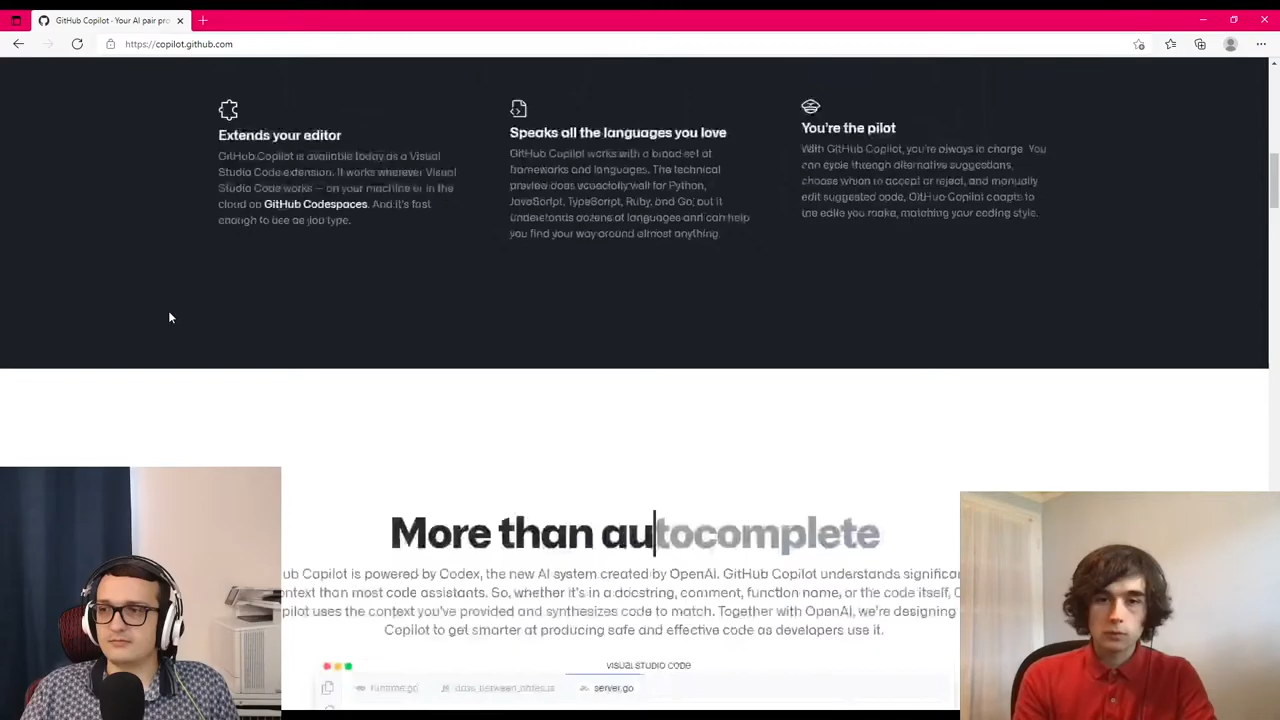 GitHub Copilot - Your AI pair pro
https://copilot.github.com
Extends your editor
GitHub Copilot is available today as a Visual
Studio Code extension. It works wherever Visual
Studio Code works — on your machine or in the
cloud on GitHub Codespaces. And it's fast
enough to use as you type.
Speaks all the languages you love
GitHub Copilot works with a broad set of
frameworks and languages. The technical
preview does especially well for Python,
JavaScript, TypeScript, Ruby, and Go, but it
understands dozens of languages and can help
you find your way around almost anything.
You're the pilot
With GitHub Copilot, you're always in charge. You
can cycle through alternative suggestions,
choose when to accept or reject, and manually
edit suggested code. GitHub Copilot adapts to
the edits you make, matching your coding style.
More than autocomplete
ub Copilot is powered by Codex, the new AI system created by OpenAI. GitHub Copilot understands significan
ontext than most code assistants. So, whether it's in a docstring, comment, function name, or the code itself,
pilot uses the context you've provided and synthesizes code to match. Together with OpenAI, we're designing
Copilot to get smarter at producing safe and effective code as developers use it.
VISUAL STUDIO CODE
runtime.go
days_between_dates.js
server.go